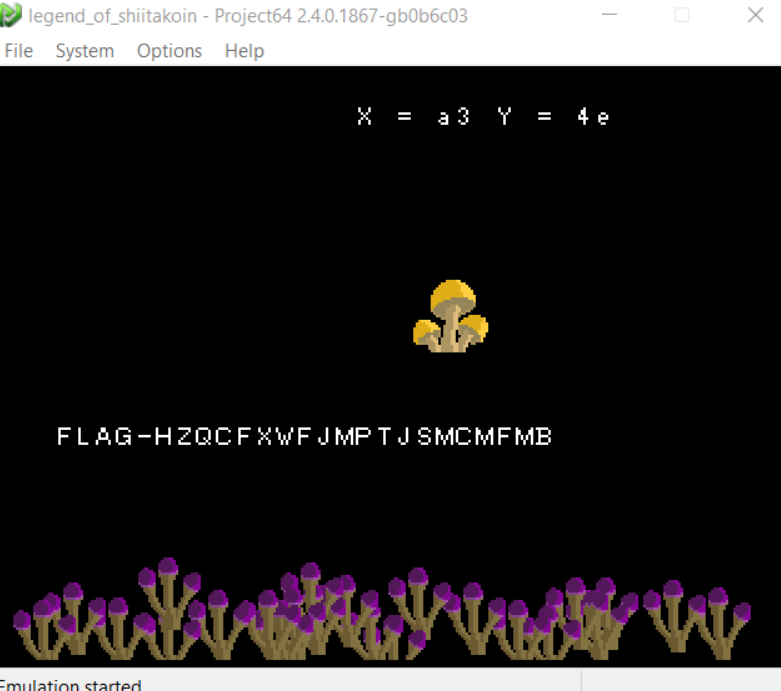 legend_of_shiitakoin - Project64 2.4.0.1867-gb0b6c03
File System Options Help
X = a3 Y = 4e
FLAG-HZQCFXWFJMPTJSMCMFMB
Emulation started